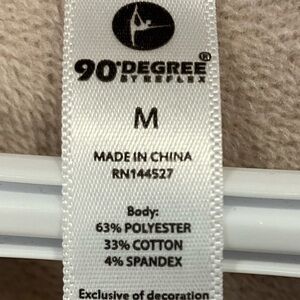 90°DEGREE®
BY REFLEX
M
MADE IN CHINA
RN144527
Body:
63% POLYESTER
33% COTTON
4% SPANDEX
Exclusive of decoration